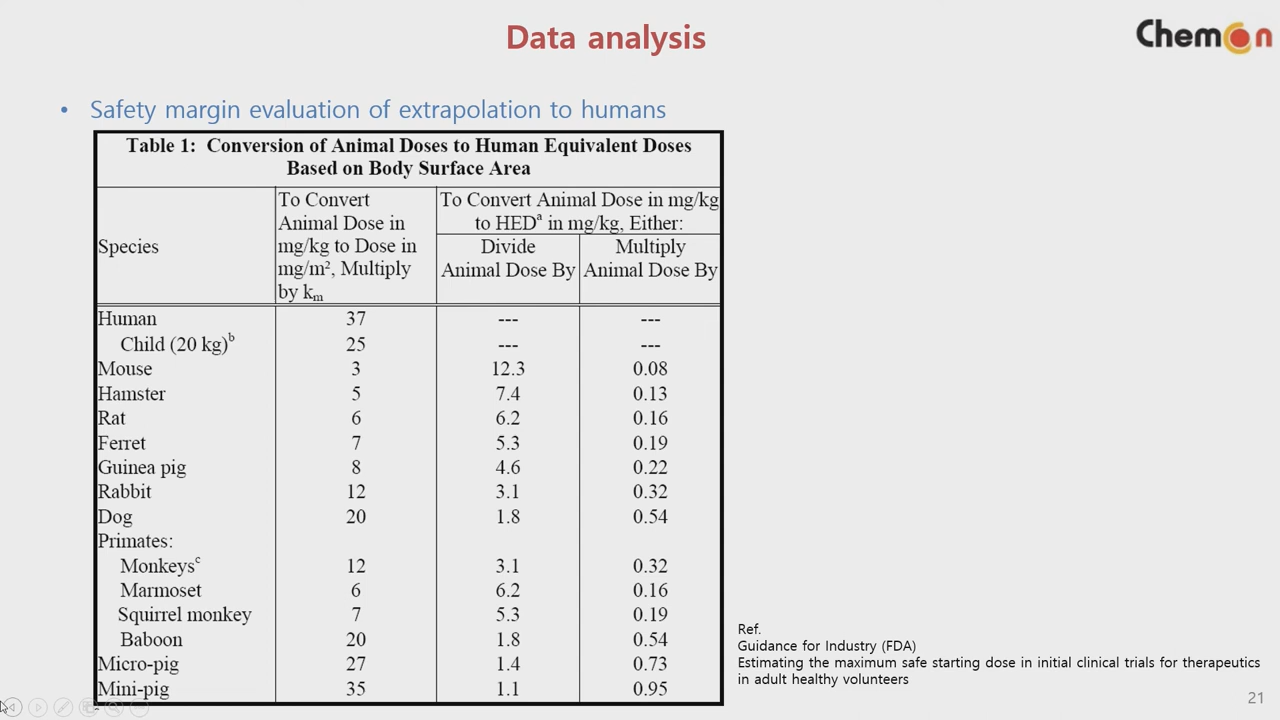 Data analysis
ChemOn
• Safety margin evaluation of extrapolation to humans
Table 1: Conversion of Animal Doses to Human Equivalent Doses
Based on Body Surface Area
Species
To Convert
Animal Dose in
mg/kg to Dose in
mg/m², Multiply
by km
To Convert Animal Dose in mg/kg
to HEDa in mg/kg, Either:
Divide
Animal Dose By
Multiply
Animal Dose By
Human 37 --- ---
Child (20 kg)b 25 --- ---
Mouse 3 12.3 0.08
Hamster 5 7.4 0.13
Rat 6 6.2 0.16
Ferret 7 5.3 0.19
Guinea pig 8 4.6 0.22
Rabbit 12 3.1 0.32
Dog 20 1.8 0.54
Primates:
Monkeysc 12 3.1 0.32
Marmoset 6 6.2 0.16
Squirrel monkey 7 5.3 0.19
Baboon 20 1.8 0.54
Micro-pig 27 1.4 0.73
Mini-pig 35 1.1 0.95
Ref.
Guidance for Industry (FDA)
Estimating the maximum safe starting dose in initial clinical trials for therapeutics
in adult healthy volunteers
21